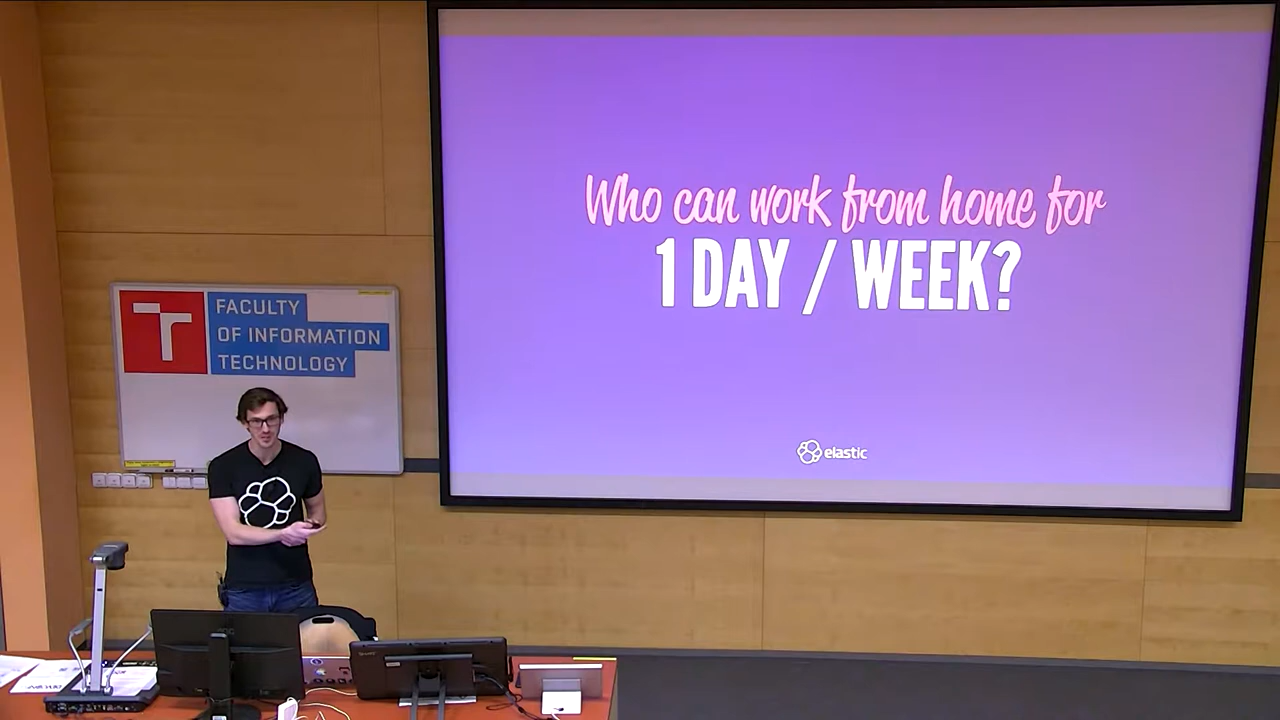 Who can work from home for
1 DAY / WEEK?
elastic
FACULTY
OF INFORMATION
TECHNOLOGY